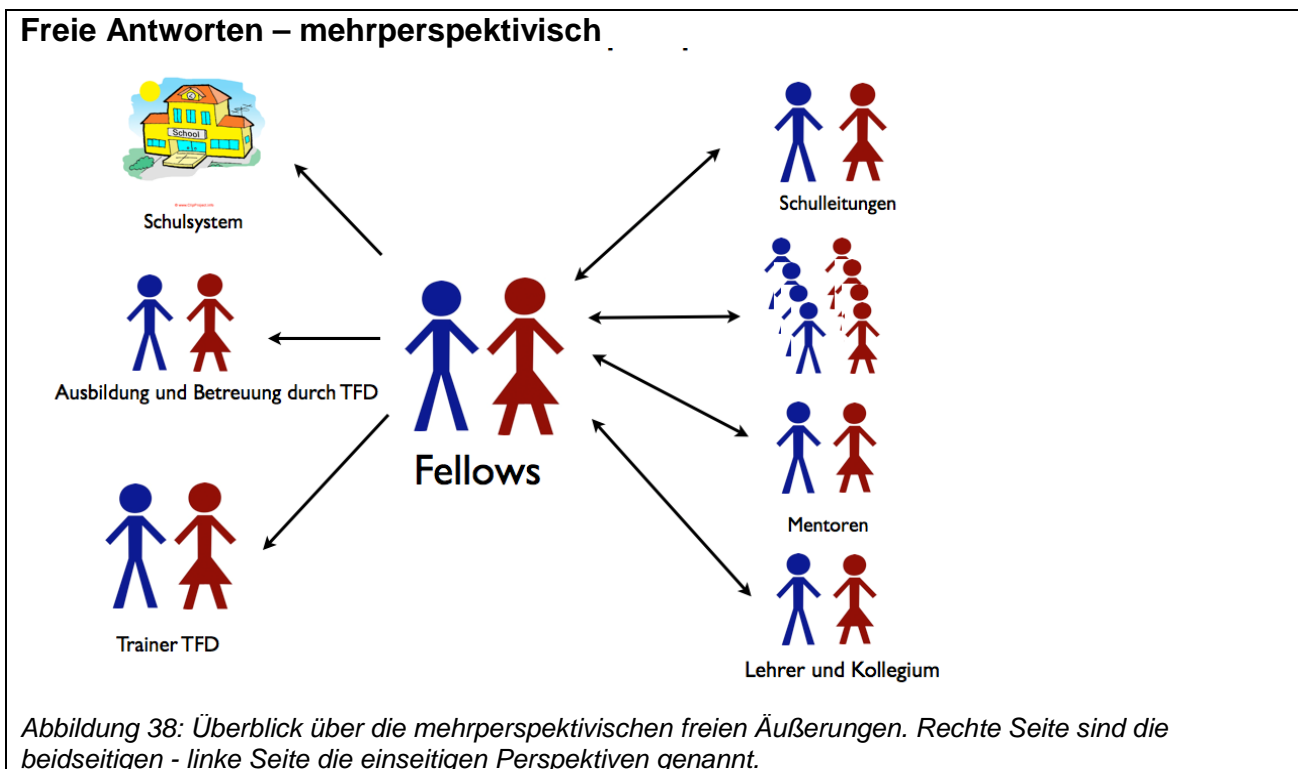 Freie Antworten – mehrperspektivisch
School
Schulsystem
Schulleitungen
Ausbildung und Betreuung durch TFD
Fellows
Mentoren
Trainer TFD
Lehrer und Kollegium
Abbildung 38: Überblick über die mehrperspektivischen freien Äußerungen. Rechte Seite sind die
beidseitigen - linke Seite die einseitigen Perspektiven genannt.